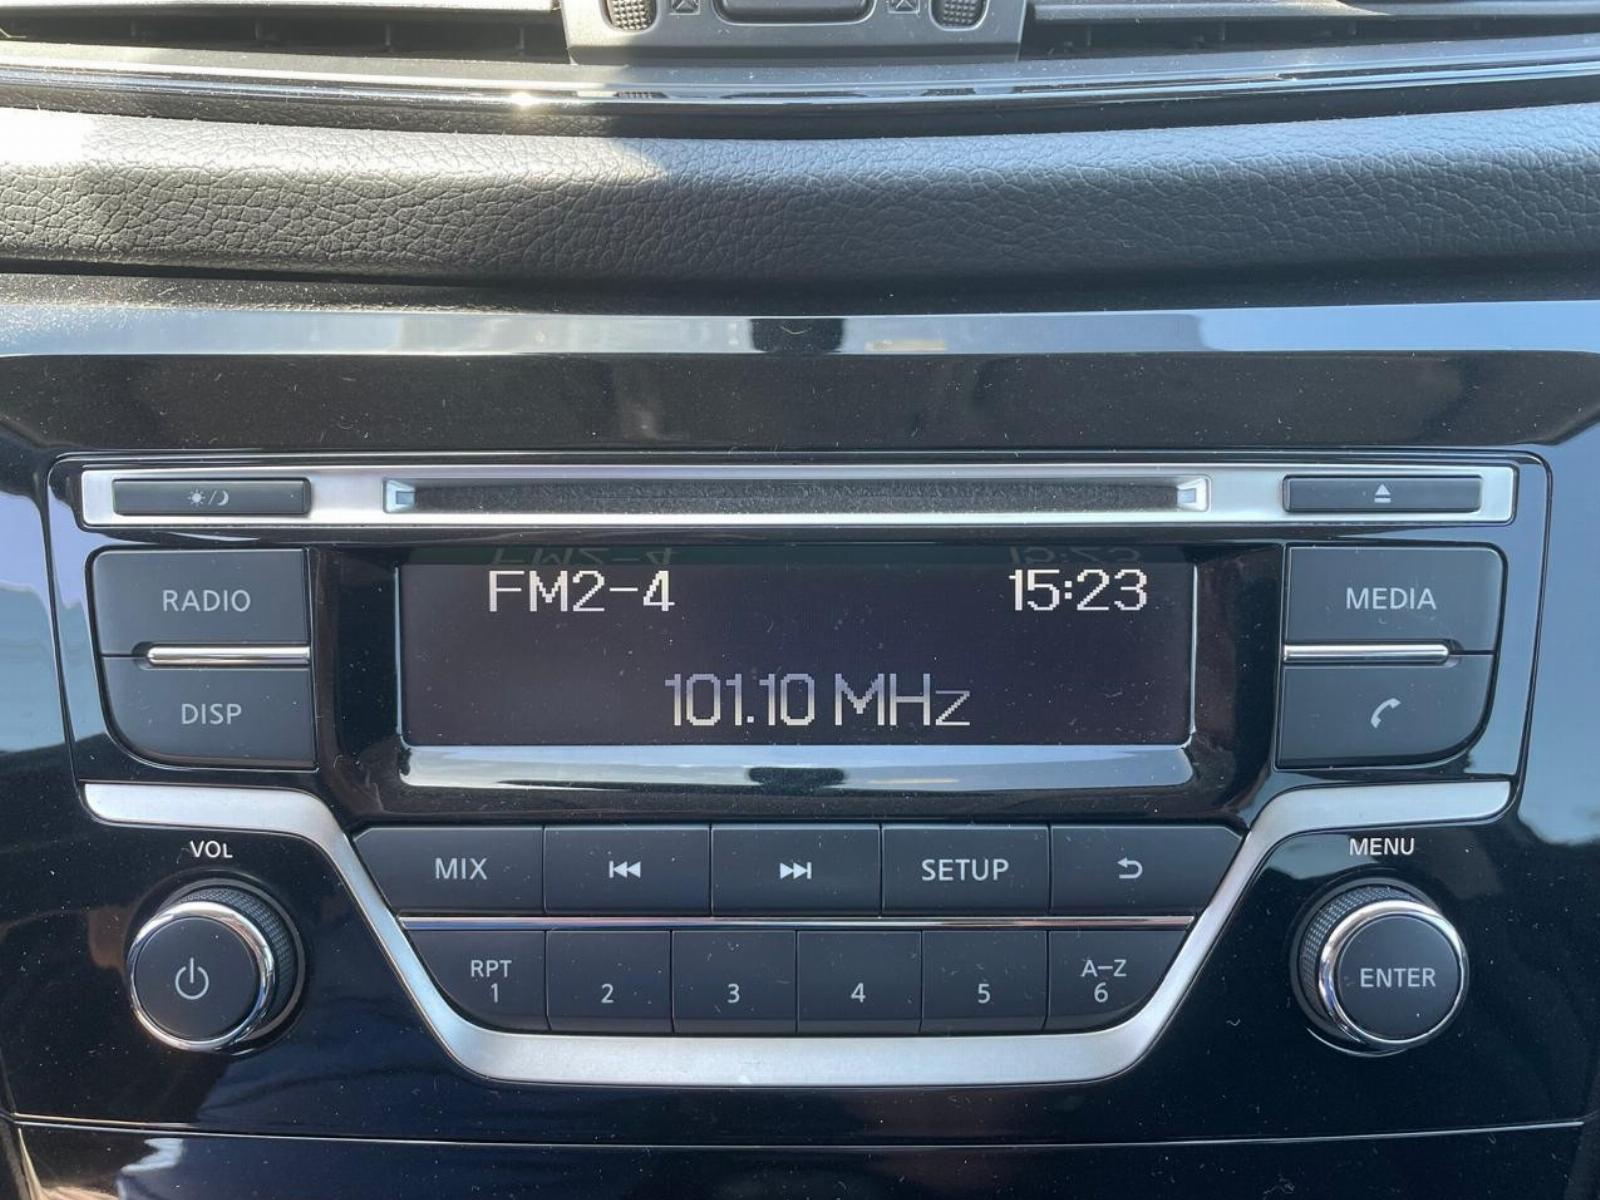 FM2-4 15:23
101.10 MHz
RADIO
MEDIA
DISP
VOL
MENU
MIX
SETUP
RPT
1
2
3
4
5
A-Z
6
ENTER